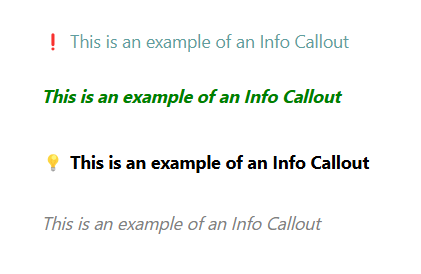 ❗ This is an example of an Info Callout
This is an example of an Info Callout
💡 This is an example of an Info Callout
This is an example of an Info Callout